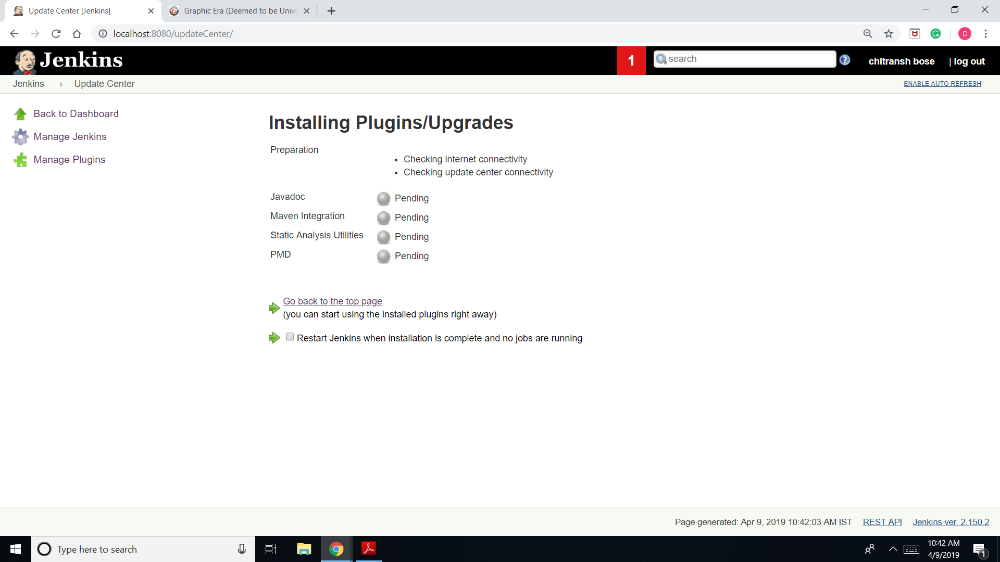 Update Center [Jenkins]
Graphic Era (Deemed to be Unive
localhost:8080/updateCenter/
C
Jenkins
1
search
chitransh bose
| log out
Jenkins
Update Center
ENABLE AUTO REFRESH
Back to Dashboard
Manage Jenkins
Manage Plugins
Installing Plugins/Upgrades
Preparation
• Checking internet connectivity
• Checking update center connectivity
Javadoc
Pending
Maven Integration
Pending
Static Analysis Utilities
Pending
PMD
Pending
Go back to the top page
(you can start using the installed plugins right away)
Restart Jenkins when installation is complete and no jobs are running
Page generated: Apr 9, 2019 10:42:03 AM IST
REST API
Jenkins ver. 2.150.2
Type here to search
10:42 AM
4/9/2019
1